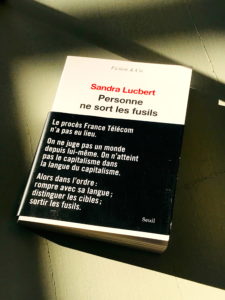 Sandra Lucbert
Personne
ne sort les fusils
Le procès France Télécom
n'a pas eu lieu.
On ne juge pas un monde
depuis lui-même. On n'atteint
pas le capitalisme dans
la langue du capitalisme.
Alors dans l'ordre :
rompre avec sa langue ;
distinguer les cibles ;
sortir les fusils.
Seuil